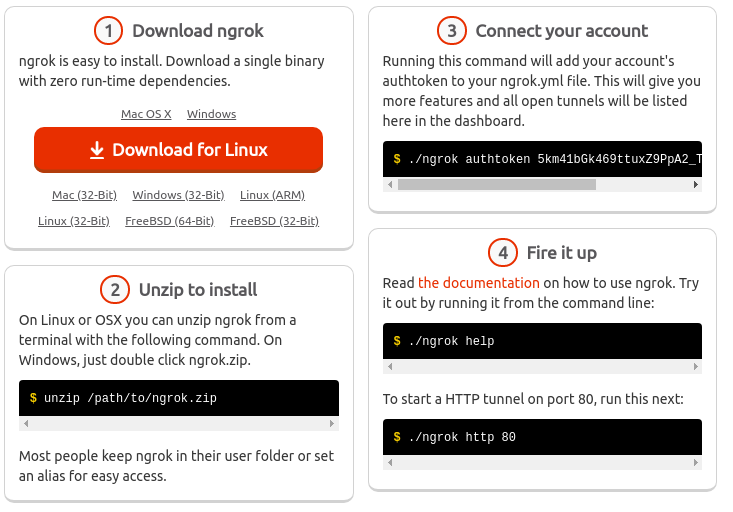 1 Download ngrok
ngrok is easy to install. Download a single binary
with zero run-time dependencies.
Mac OS X Windows
Download for Linux
Mac (32-Bit) Windows (32-Bit) Linux (ARM)
Linux (32-Bit) FreeBSD (64-Bit) FreeBSD (32-Bit)
2 Unzip to install
On Linux or OSX you can unzip ngrok from a
terminal with the following command. On
Windows, just double click ngrok.zip.
$ unzip /path/to/ngrok.zip
Most people keep ngrok in their user folder or set
an alias for easy access.
3 Connect your account
Running this command will add your account's
authtoken to your ngrok.yml file. This will give you
more features and all open tunnels will be listed
here in the dashboard.
$ ./ngrok authtoken 5km41bGk469ttuxZ9PpA2_T
4 Fire it up
Read the documentation on how to use ngrok. Try
it out by running it from the command line:
$ ./ngrok help
To start a HTTP tunnel on port 80, run this next:
$ ./ngrok http 80